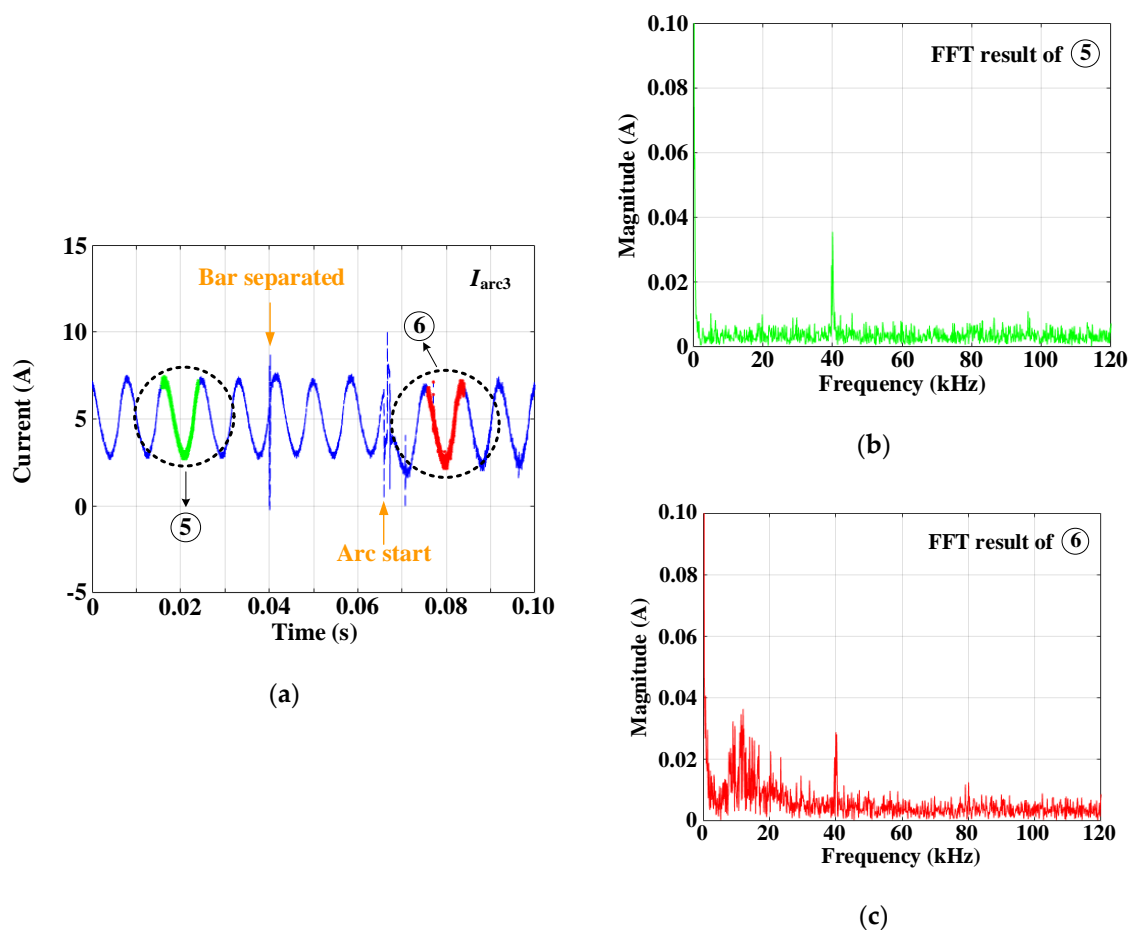 15
10
5
0
-5
Current (A)
0
0.02
0.04
0.06
0.08
0.10
Time (s)
Bar separated
I arc3
⑥
⑤
Arc start
(a)
0.10
0.08
0.06
0.04
0.02
0
Magnitude (A)
FFT result of ⑤
0
20
40
60
80
100
120
Frequency (kHz)
(b)
0.10
0.08
0.06
0.04
0.02
0
Magnitude (A)
FFT result of ⑥
0
20
40
60
80
100
120
Frequency (kHz)
(c)